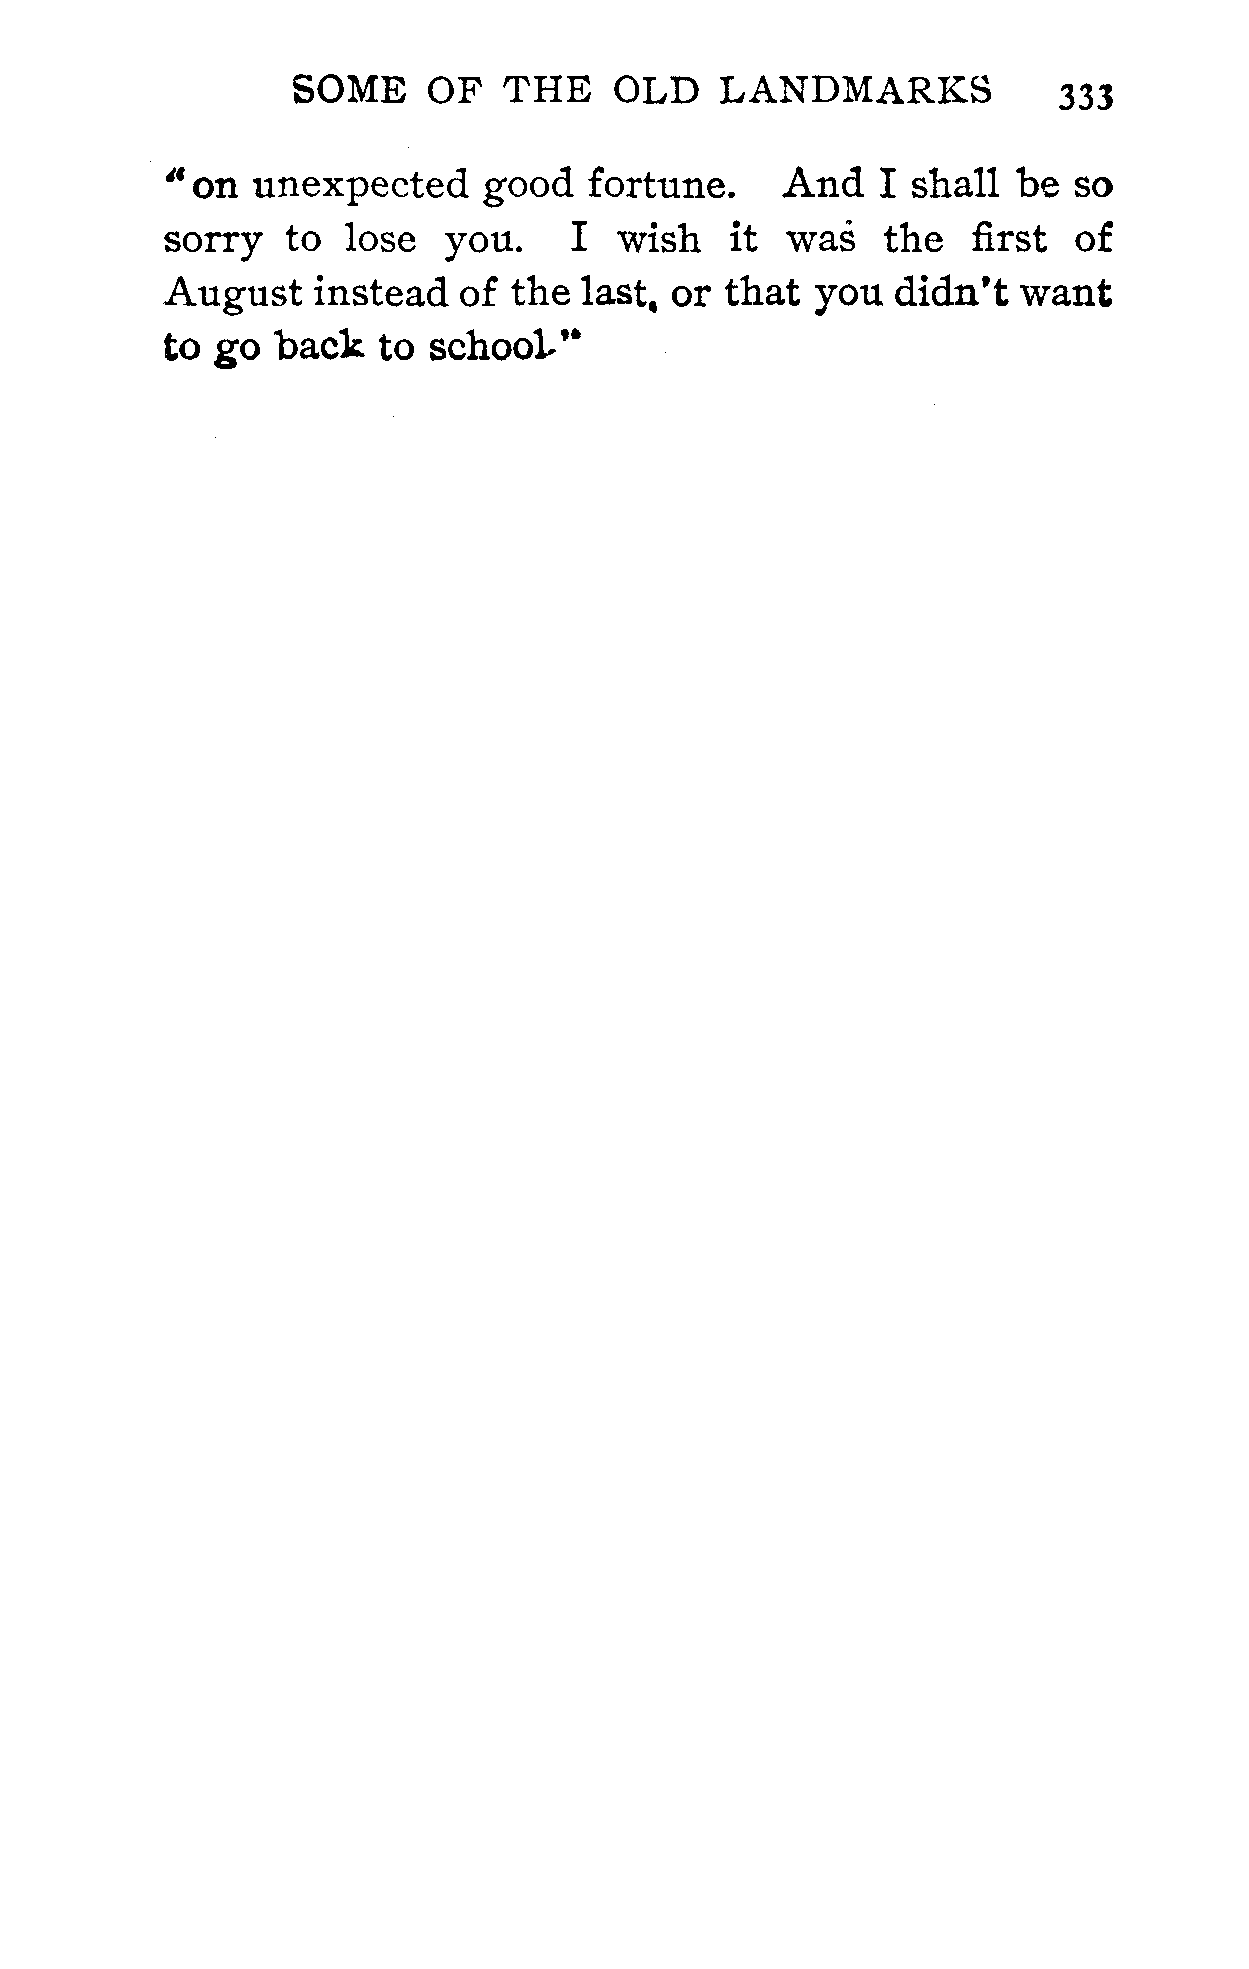 SOME OF THE OLD LANDMARKS 333
"on unexpected good fortune. And I shall be so
sorry to lose you. I wish it was the first of
August instead of the last, or that you didn't want
to go back to school."